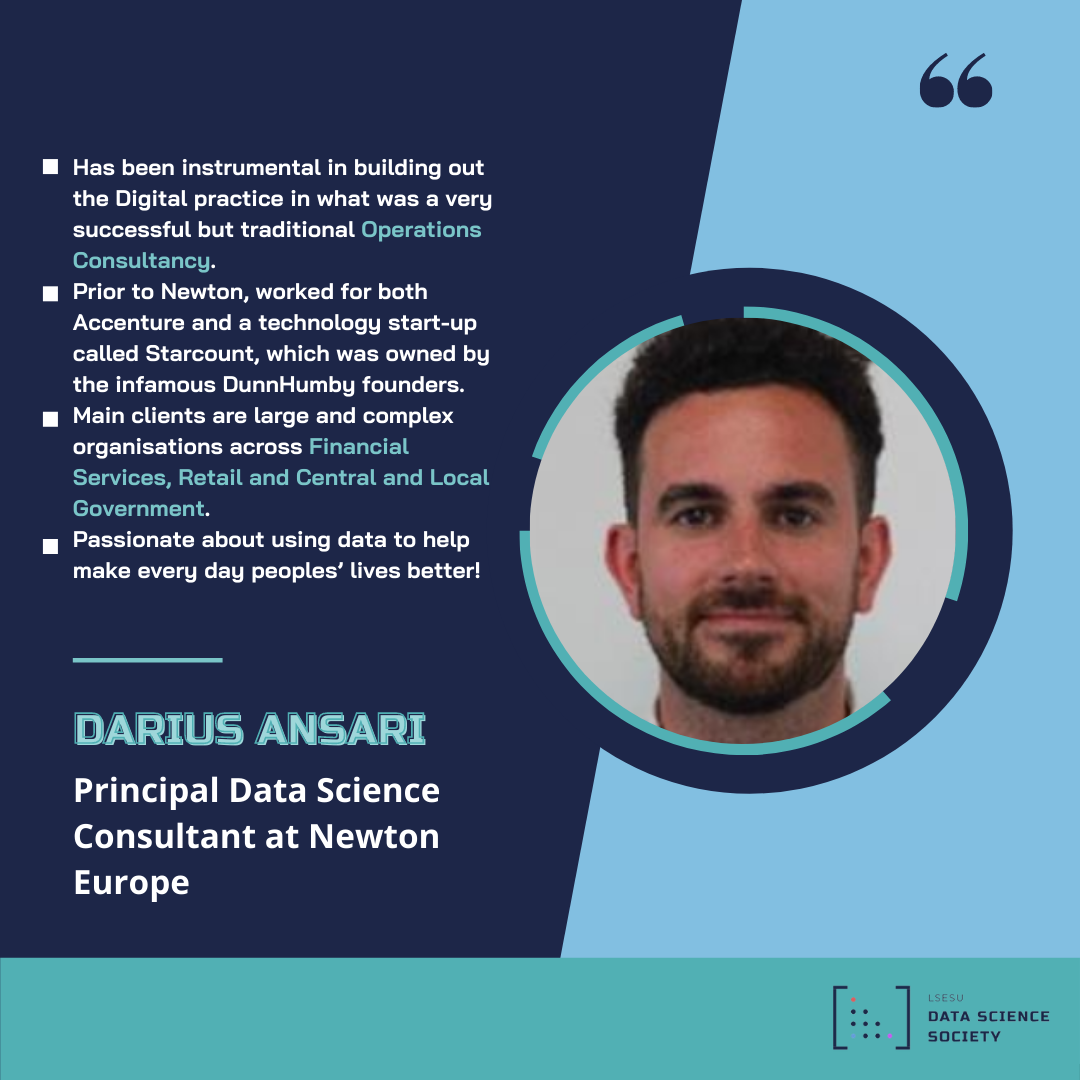 ❝
Has been instrumental in building out
the Digital practice in what was a very
successful but traditional Operations
Consultancy.
Prior to Newton, worked for both
Accenture and a technology start-up
called Starcount, which was owned by
the infamous DunnHumby founders.
Main clients are large and complex
organisations across Financial
Services, Retail and Central and Local
Government.
Passionate about using data to help
make every day peoples’ lives better!
DARIUS ANSARI
Principal Data Science
Consultant at Newton
Europe
LSESU
DATA SCIENCE
SOCIETY